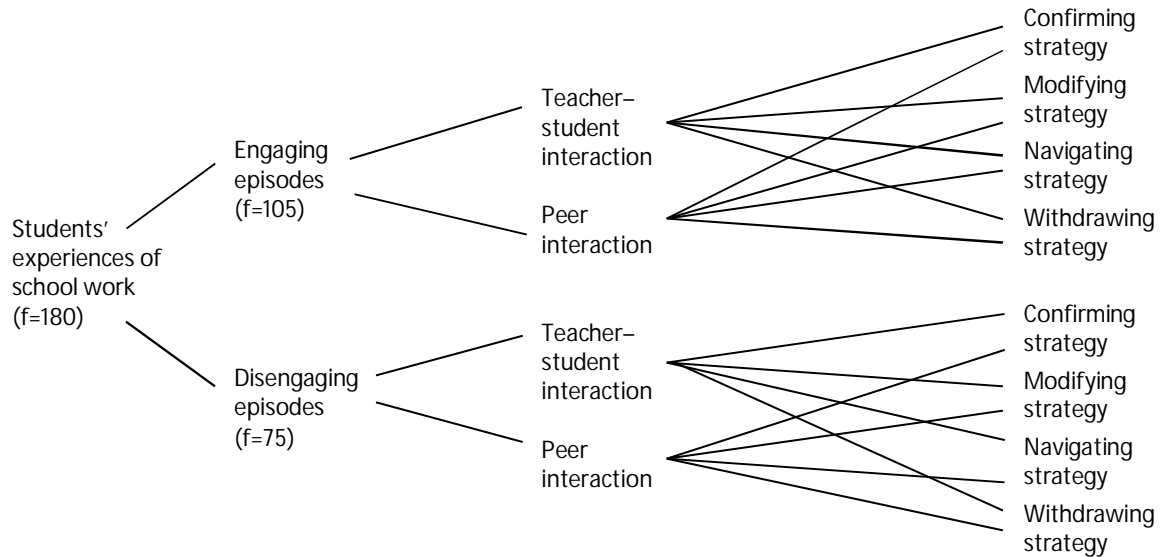 Students’
experiences of
school work
(f=180)
Engaging
episodes
(f=105)
Disengaging
episodes
(f=75)
Teacher–
student
interaction
Peer
interaction
Teacher–
student
interaction
Peer
interaction
Confirming
strategy
Modifying
strategy
Navigating
strategy
Withdrawing
strategy
Confirming
strategy
Modifying
strategy
Navigating
strategy
Withdrawing
strategy